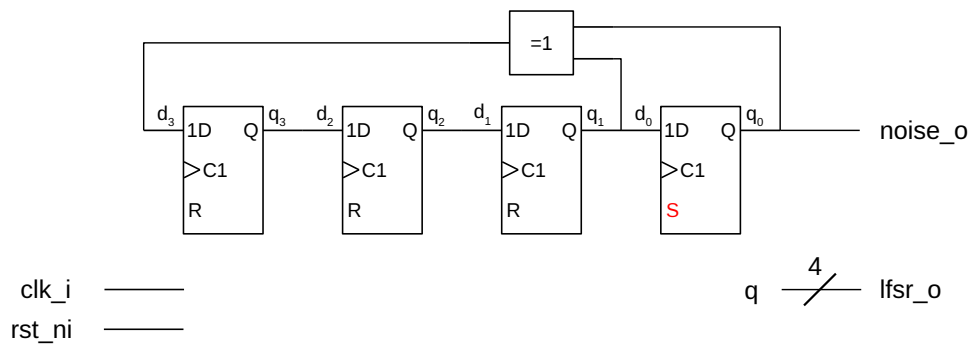 =1
d3 1D Q q3 d2 1D Q q2 d1 1D Q q1 d0 1D Q q0 noise_o
C1 C1 C1 C1
R R R S
4
clk_i q lfsr_o
rst_ni